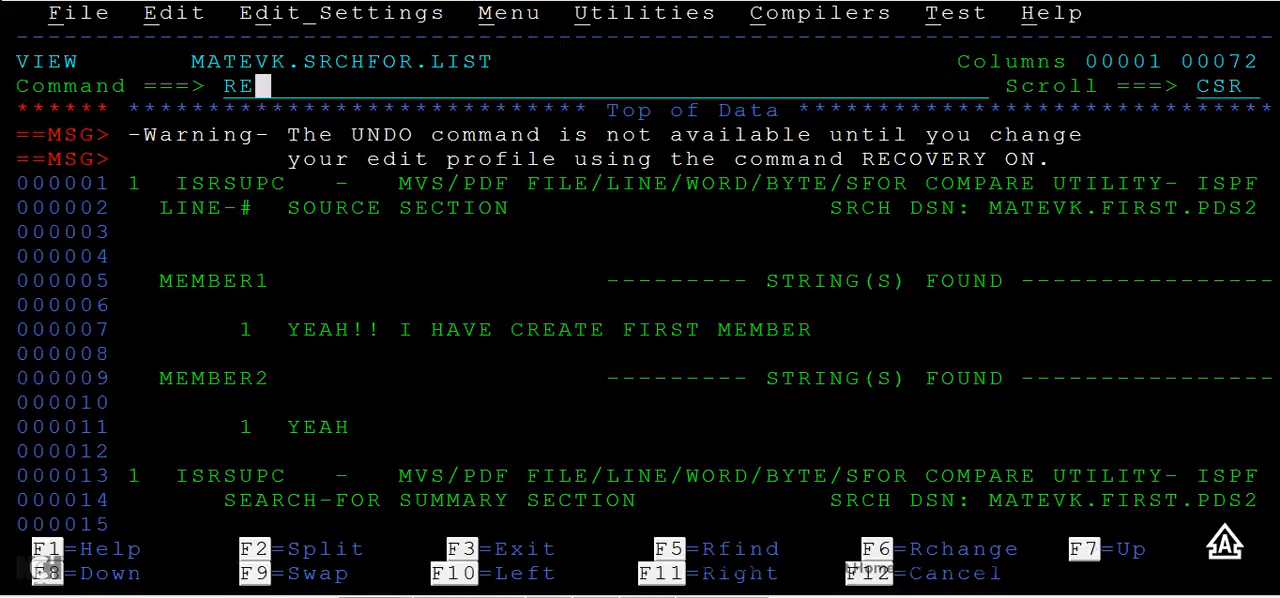 File Edit Edit_Settings Menu Utilities Compilers Test Help
VIEW MATEVK.SRCHFOR.LIST Columns 00001 00072
Command ===> RE Scroll ===> CSR
****** ***************************** Top of Data ******************************
==MSG> -Warning- The UNDO command is not available until you change
==MSG> your edit profile using the command RECOVERY ON.
000001 1 ISRSUPC - MVS/PDF FILE/LINE/WORD/BYTE/SFOR COMPARE UTILITY- ISPF
000002 LINE-# SOURCE SECTION SRCH DSN: MATEVK.FIRST.PDS2
000003
000004
000005 MEMBER1 --------- STRING(S) FOUND ----------------
000006
000007 1 YEAH!! I HAVE CREATE FIRST MEMBER
000008
000009 MEMBER2 --------- STRING(S) FOUND ----------------
000010
000011 1 YEAH
000012
000013 1 ISRSUPC - MVS/PDF FILE/LINE/WORD/BYTE/SFOR COMPARE UTILITY- ISPF
000014 SEARCH-FOR SUMMARY SECTION SRCH DSN: MATEVK.FIRST.PDS2
000015
F1=Help F2=Split F3=Exit F5=Rfind F6=Rchange F7=Up
F8=Down F9=Swap F10=Left F11=Right F12=Cancel
Home
A